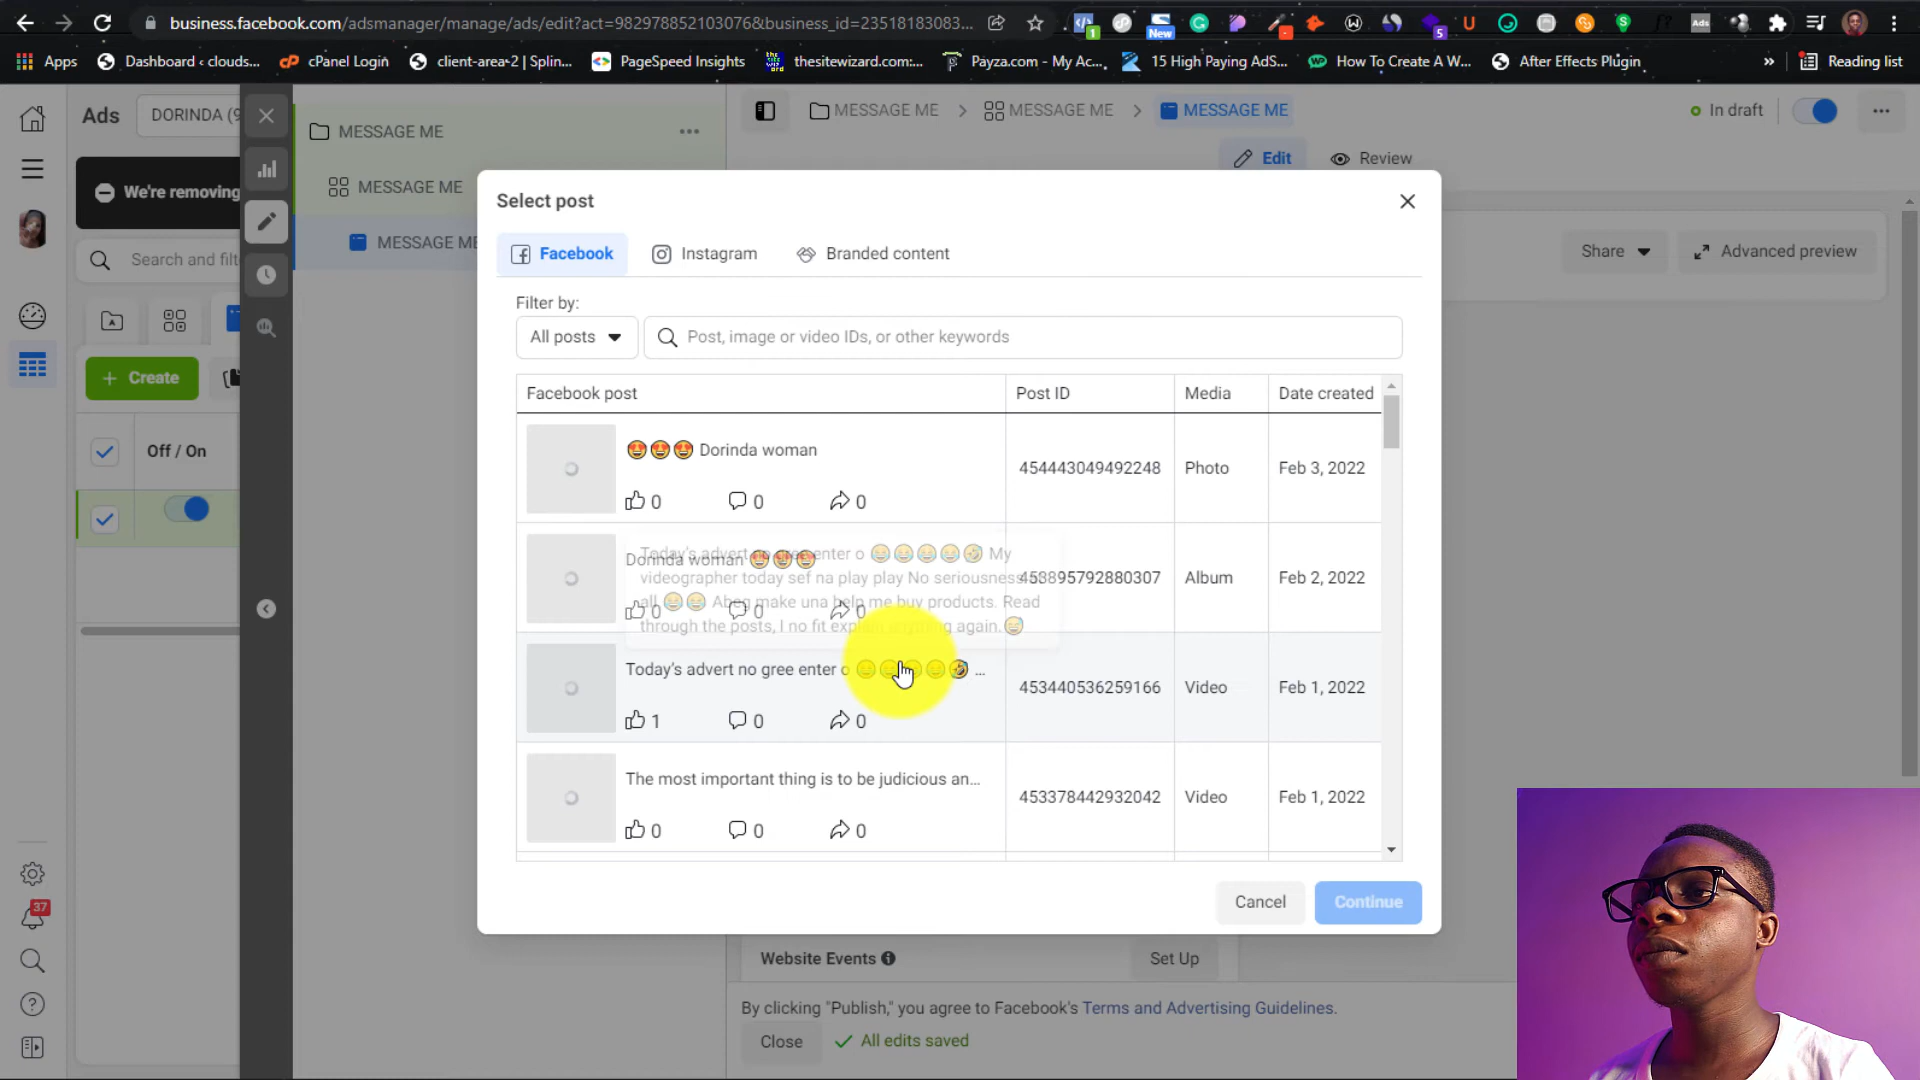 business.facebook.com/adsmanager/manage/ads/edit?act=982978852103076&business_id=23518183083...
1
New
5
U
Ads
Apps
Dashboard ‹ clouds...
cPanel Login
client-area-2 | Splin...
PageSpeed Insights
thesitewizard.com:...
Payza.com - My Ac...
15 High Paying AdS...
How To Create A W...
After Effects Plugin
»
Reading list
Ads
DORINDA (9
We're removing
Search and filt
+ Create
Off / On
37
MESSAGE ME
MESSAGE ME
MESSAGE ME
MESSAGE ME > MESSAGE ME > MESSAGE ME
In draft
Edit
Review
Share
Advanced preview
Select post
Facebook
Instagram
Branded content
Filter by:
All posts
Post, image or video IDs, or other keywords
Facebook post
Post ID
Media
Date created
😍😍😍 Dorinda woman
0 0 0
454443049492248
Photo
Feb 3, 2022
Dorinda woman 😍😍😍
0 0 0
453895792880307
Album
Feb 2, 2022
Today's advert no gree enter o 😂😂😂😂🤣 My
videographer today sef na play play No seriousness
all 😂😂 Abeg make una help me buy products. Read
through the posts, I no fit explain anything again.😅
Today's advert no gree enter o 😂😂😂😂🤣 ...
1 0 0
453440536259166
Video
Feb 1, 2022
The most important thing is to be judicious an...
0 0 0
453378442932042
Video
Feb 1, 2022
Cancel
Continue
Website Events
Set Up
By clicking "Publish," you agree to Facebook's Terms and Advertising Guidelines.
Close
All edits saved